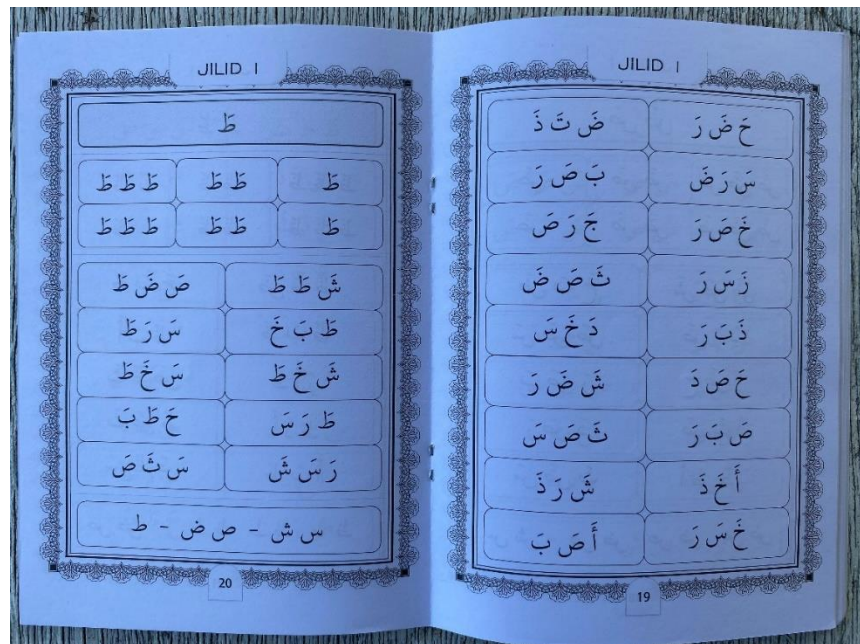 JILID I
حَ ضَ رَ ضَ تَ ذَ
سَ رَ ضَ بَ صَ رَ
خَ صَ رَ جَ رَ صَ
زَ سَ رَ ثَ صَ ضَ
ذَ بَ رَ دَ خَ سَ
حَ صَ دَ شَ ضَ رَ
صَ بَ رَ ثَ صَ سَ
أَ خَ ذَ شَ رَ ذَ
خَ سَ رَ أَ صَ بَ
19
JILID I
طَ
طَ طَ طَ طَ طَ طَ
طَ طَ طَ طَ طَ طَ
شَ طَ طَ صَ ضَ طَ
طَ بَ خَ سَ رَ طَ
شَ خَ طَ سَ خَ طَ
طَ رَ سَ حَ طَ بَ
رَ سَ شَ سَ ثَ صَ
س ش - ص ض - ط
20